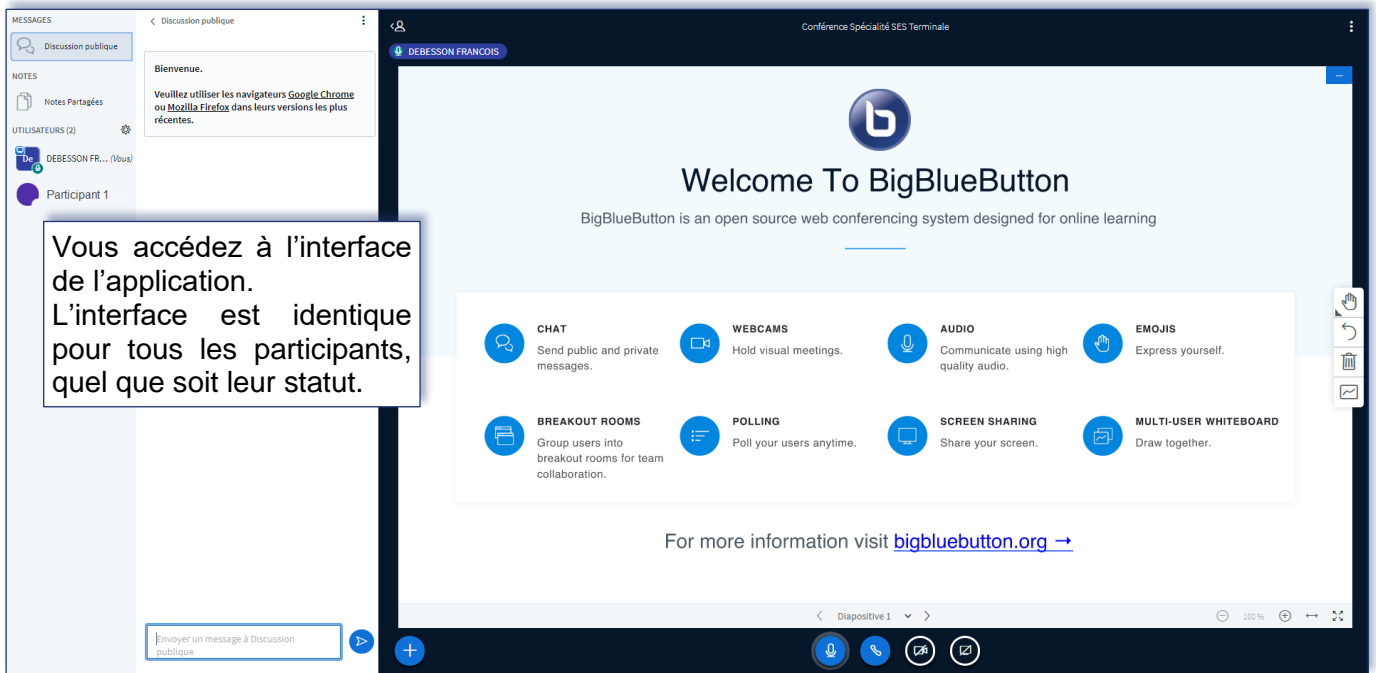 MESSAGES
Discussion publique
NOTES
Notes Partagées
UTILISATEURS (2)
De
DEBESSON FR... (Vous)
Participant 1
Discussion publique
Bienvenue.
Veuillez utiliser les navigateurs Google Chrome
ou Mozilla Firefox dans leurs versions les plus
récentes.
Vous accédez à l'interface
de l'application.
L'interface est identique
pour tous les participants,
quel que soit leur statut.
Envoyer un message à Discussion
publique
Conférence Spécialité SES Terminale
DEBESSON FRANCOIS
b
Welcome To BigBlueButton
BigBlueButton is an open source web conferencing system designed for online learning
CHAT
Send public and private
messages.
WEBCAMS
Hold visual meetings.
AUDIO
Communicate using high
quality audio.
EMOJIS
Express yourself.
BREAKOUT ROOMS
Group users into
breakout rooms for team
collaboration.
POLLING
Poll your users anytime.
SCREEN SHARING
Share your screen.
MULTI-USER WHITEBOARD
Draw together.
For more information visit bigbluebutton.org →
Diapositive 1
100 %